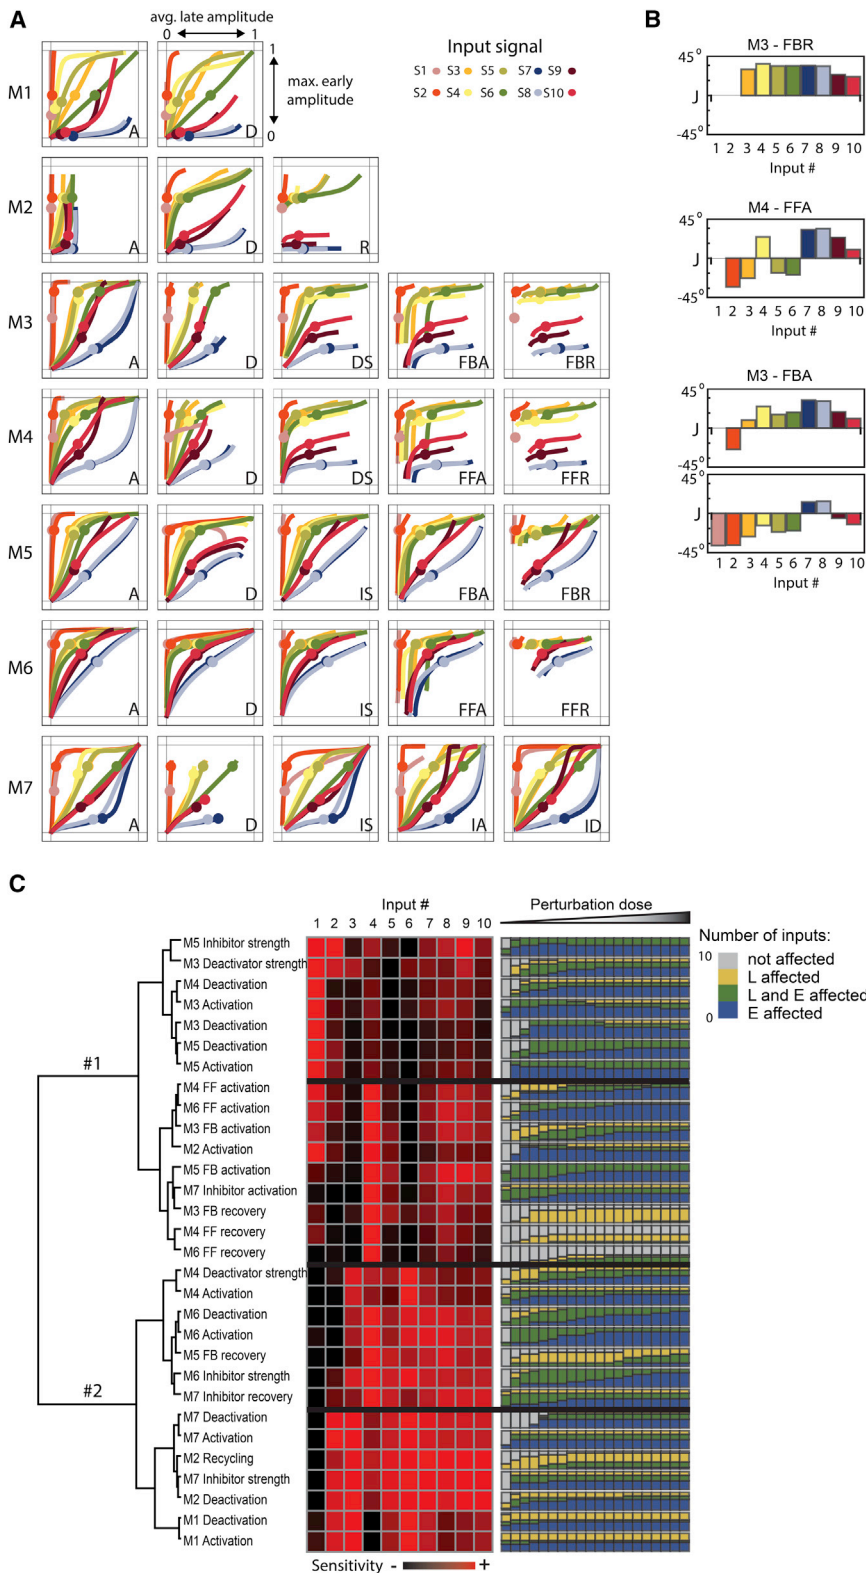 A
avg. late amplitude
0 1
1
max. early
amplitude
0
Input signal
S1 S3 S5 S7 S9
S2 S4 S6 S8 S10
M1
A D
M2
A D R
M3
A D DS FBA FBR
M4
A D DS FFA FFR
M5
A D IS FBA FBR
M6
A D IS FFA FFR
M7
A D IS IA ID
B
M3 - FBR
45°
-45°
1 2 3 4 5 6 7 8 9 10
Input #
M4 - FFA
45°
-45°
1 2 3 4 5 6 7 8 9 10
Input #
M3 - FBA
45°
-45°
45°
-45°
1 2 3 4 5 6 7 8 9 10
Input #
C
Input #
1 2 3 4 5 6 7 8 9 10
Perturbation dose
Number of inputs:
10
0
not affected
L affected
L and E affected
E affected
#1
#2
M5 Inhibitor strength
M3 Deactivator strength
M4 Deactivation
M3 Activation
M3 Deactivation
M5 Deactivation
M5 Activation
M4 FF activation
M6 FF activation
M3 FB activation
M2 Activation
M5 FB activation
M7 Inhibitor activation
M3 FB recovery
M4 FF recovery
M6 FF recovery
M4 Deactivator strength
M4 Activation
M6 Deactivation
M6 Activation
M5 FB recovery
M6 Inhibitor strength
M7 Inhibitor recovery
M7 Deactivation
M7 Activation
M2 Recycling
M7 Inhibitor strength
M2 Deactivation
M1 Deactivation
M1 Activation
Sensitivity - +